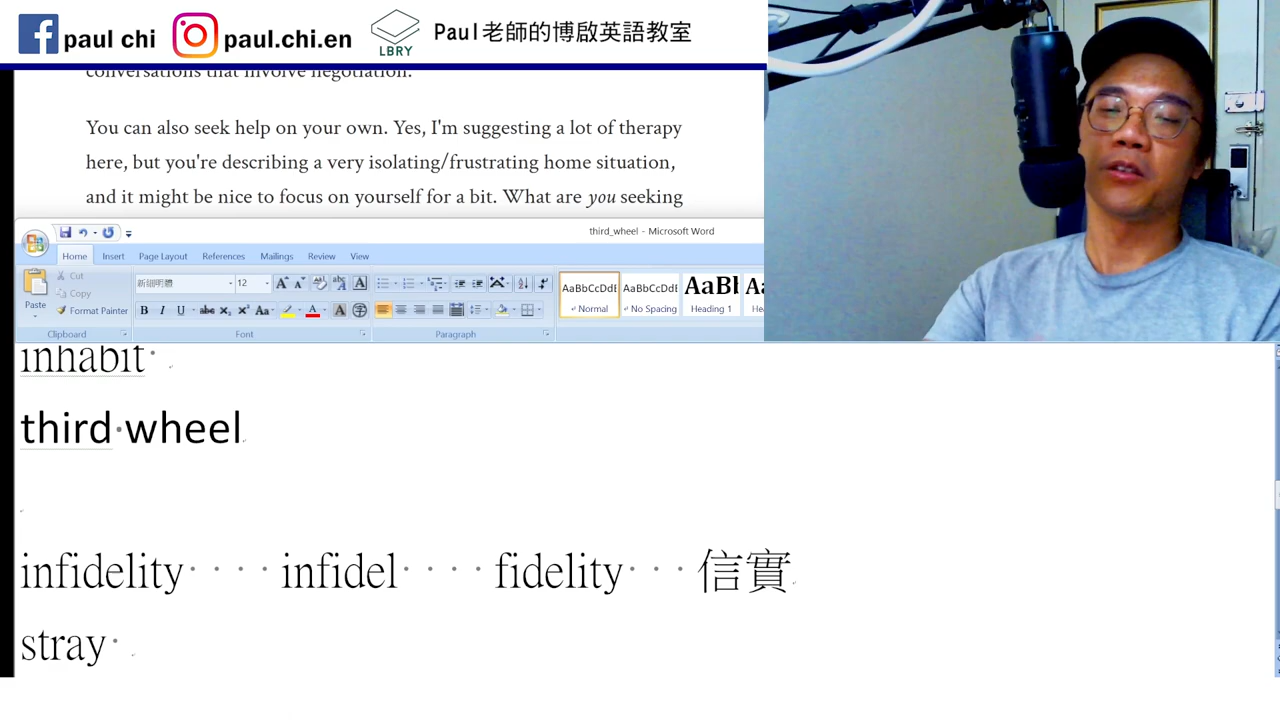 paul chi paul.chi.en LBRY Paul老師的博啟英語教室
conversations that involve negotiation.
You can also seek help on your own. Yes, I'm suggesting a lot of therapy
here, but you're describing a very isolating/frustrating home situation,
and it might be nice to focus on yourself for a bit. What are you seeking
third_wheel - Microsoft Word
Home Insert Page Layout References Mailings Review View
Paste Cut Copy Format Painter
新細明體 12
AaBbCcDdE AaBbCcDdE AaBbC
Normal No Spacing Heading 1
Clipboard Font Paragraph
inhabit
third wheel
infidelity infidel fidelity 信實
stray